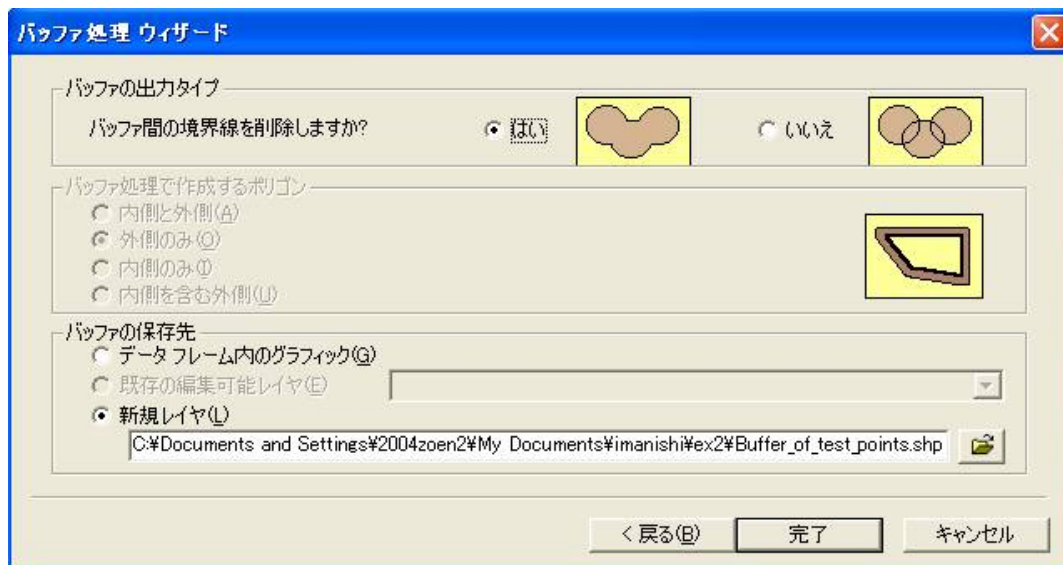 バッファ処理 ウィザード
バッファの出力タイプ
バッファ間の境界線を削除しますか? はい いいえ
バッファ処理で作成するポリゴン
内側と外側(A)
外側のみ(O)
内側のみ(I)
内側を含む外側(U)
バッファの保存先
データ フレーム内のグラフィック(G)
既存の編集可能レイヤ(E)
新規レイヤ(L)
C:¥Documents and Settings¥2004zoen2¥My Documents¥imanishi¥ex2¥Buffer_of_test_points.shp
< 戻る(B) 完了 キャンセル